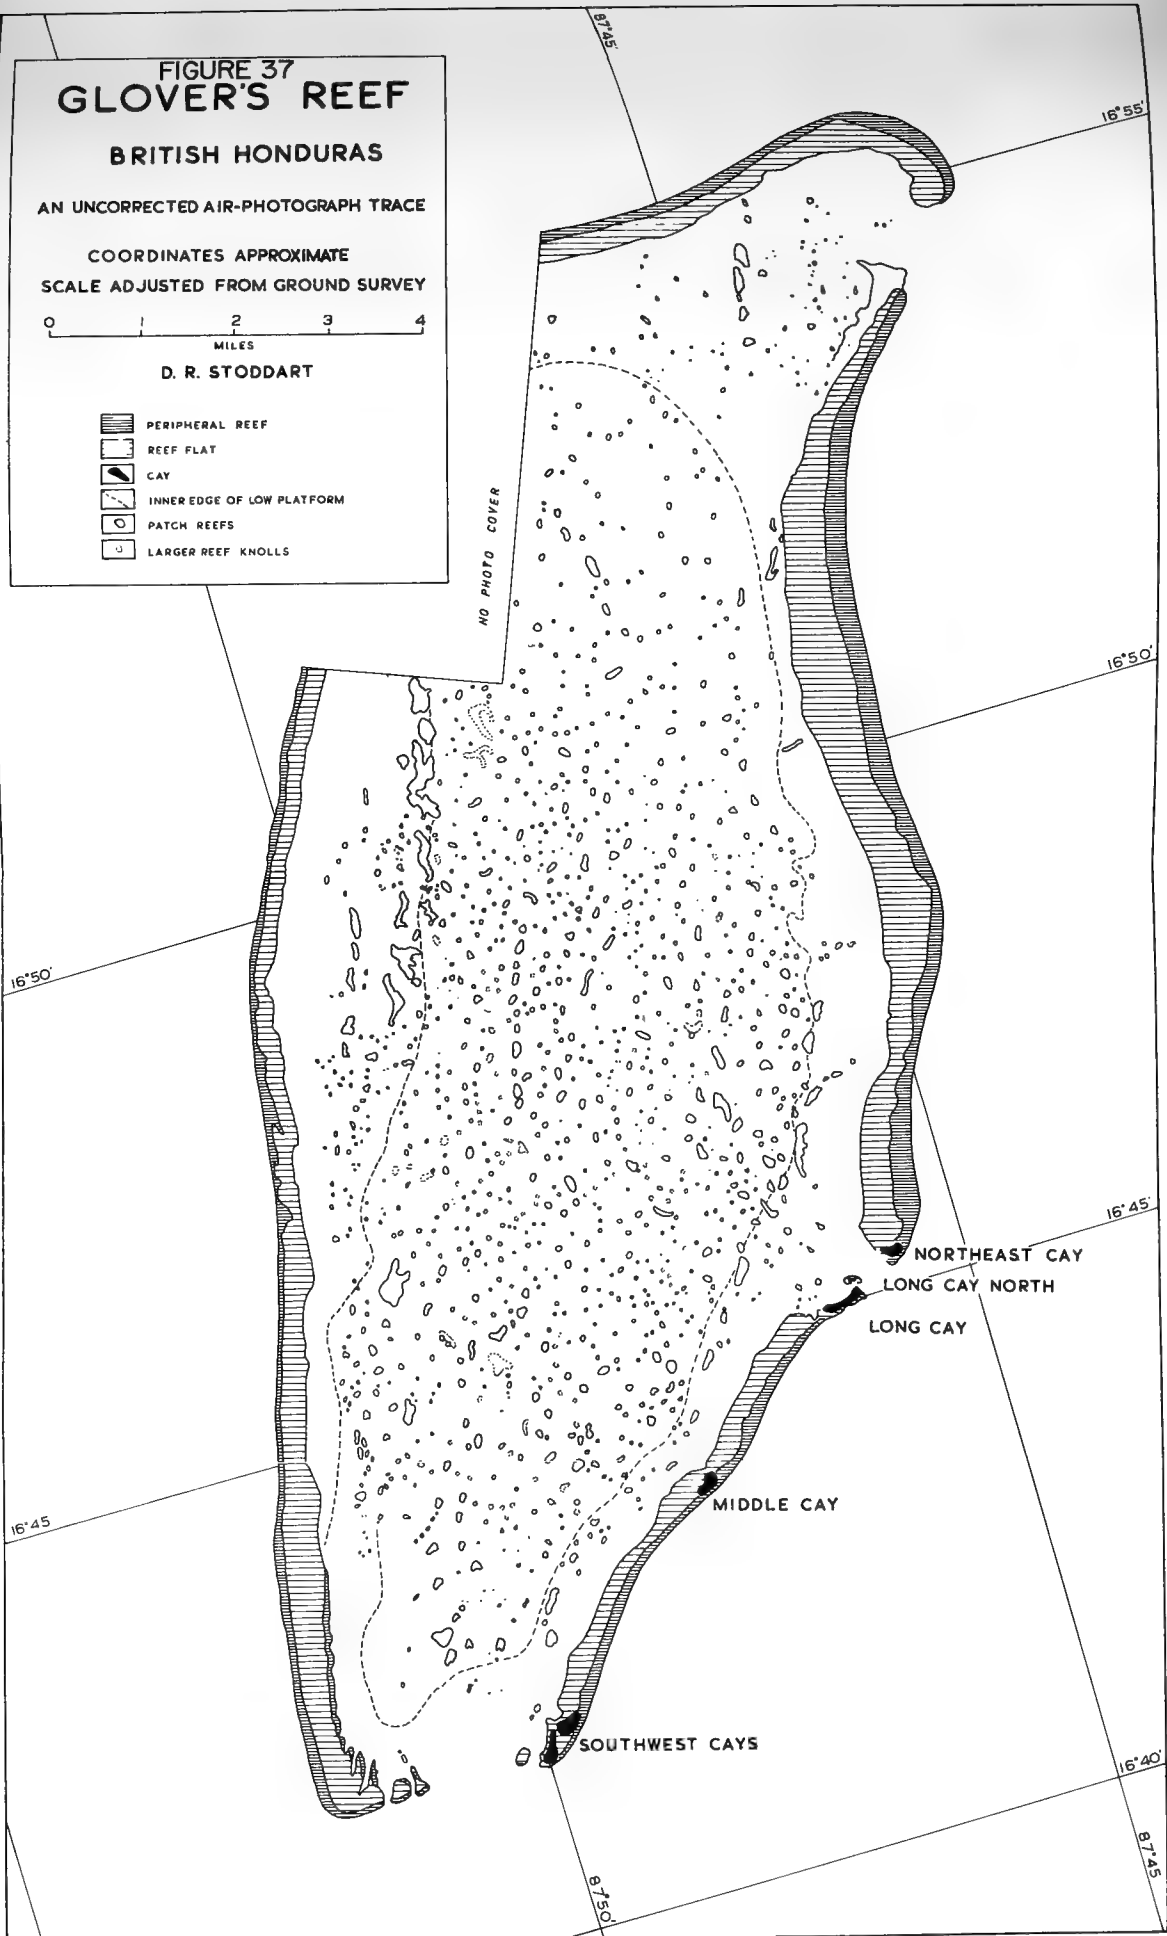 FIGURE 37
GLOVER'S REEF
BRITISH HONDURAS
AN UNCORRECTED AIR-PHOTOGRAPH TRACE
COORDINATES APPROXIMATE
SCALE ADJUSTED FROM GROUND SURVEY
0 1 2 3 4
MILES
D. R. STODDART
PERIPHERAL REEF
REEF FLAT
CAY
INNER EDGE OF LOW PLATFORM
PATCH REEFS
LARGER REEF KNOLLS
87°45'
16°55'
NO PHOTO COVER
16°50'
16°50'
16°45'
NORTHEAST CAY
LONG CAY NORTH
LONG CAY
MIDDLE CAY
16°45
SOUTHWEST CAYS
16°40'
87°45
87°50'